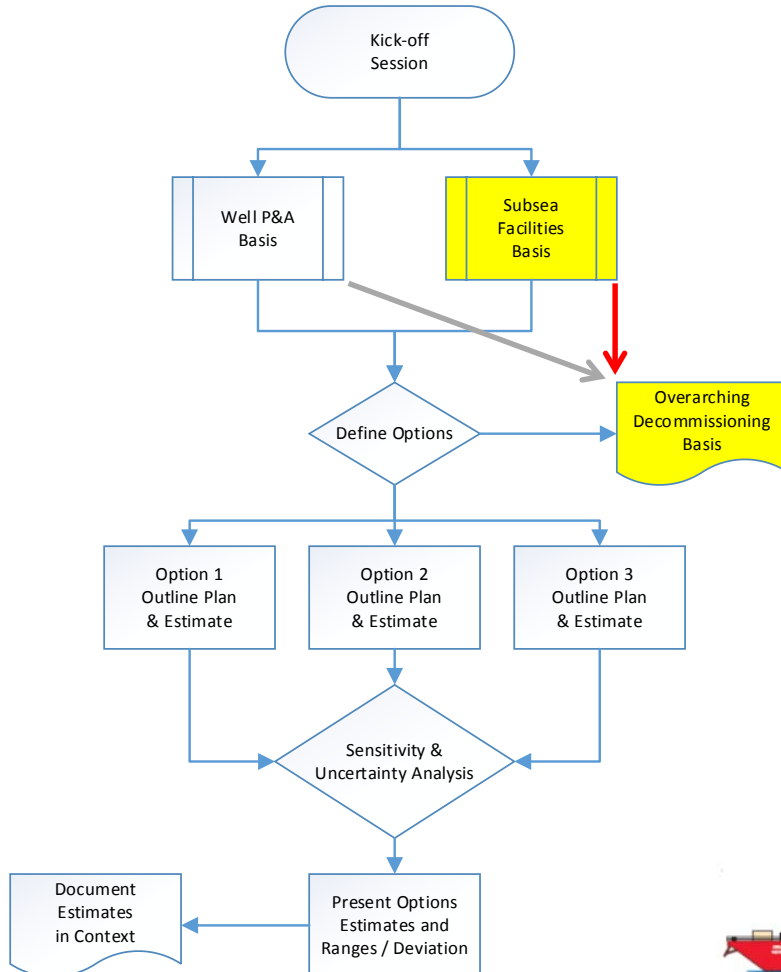 Kick-off
Session
Well P&A
Basis
Subsea
Facilities
Basis
Overarching
Decommissioning
Basis
Define Options
Option 1
Outline Plan
& Estimate
Option 2
Outline Plan
& Estimate
Option 3
Outline Plan
& Estimate
Sensitivity &
Uncertainty Analysis
Document
Estimates
in Context
Present Options
Estimates and
Ranges / Deviation